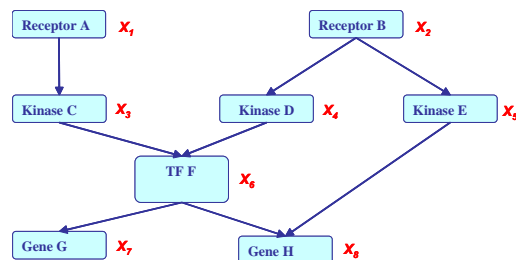 Receptor A X1
Receptor B X2
Kinase C X3
Kinase D X4
Kinase E X5
TF F X6
Gene G X7
Gene H X8